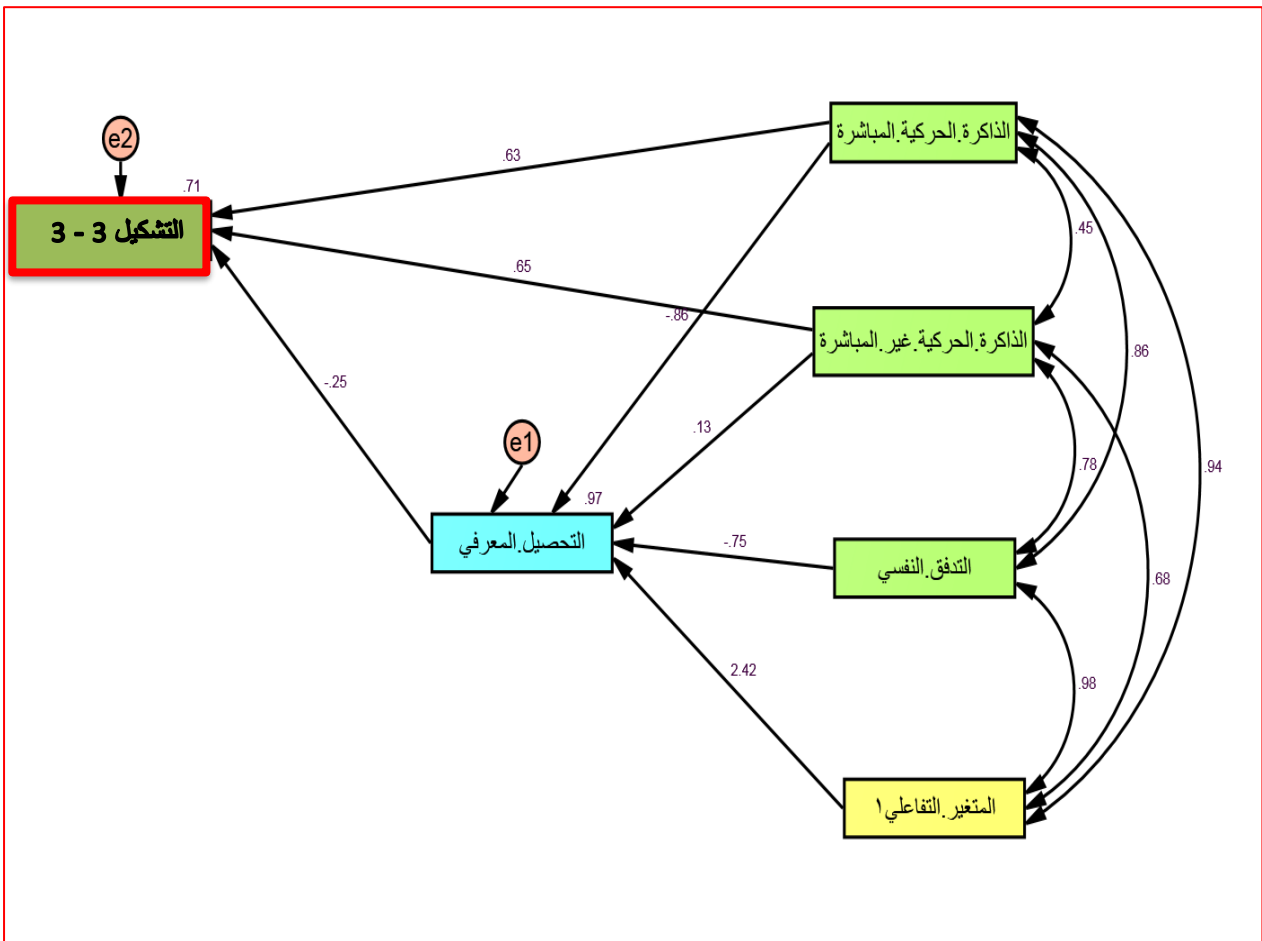 الذاكرة.الحركية.المباشرة
e2
.63
.71
التشكيل 3 - 3
.45
.65
-.86
الذاكرة.الحركية.غير.المباشرة
.86
-.25
.13
e1
.78
.94
.97
التحصيل.المعرفي
-.75
التدفق.النفسي
.68
2.42
.98
المتغير.التفاعلي١